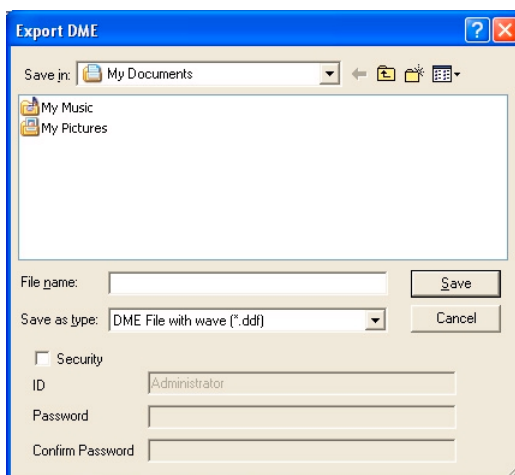 Export DME
Save in: My Documents
My Music
My Pictures
File name: Save
Save as type: DME File with wave (*.ddf) Cancel
Security
ID Administrator
Password
Confirm Password